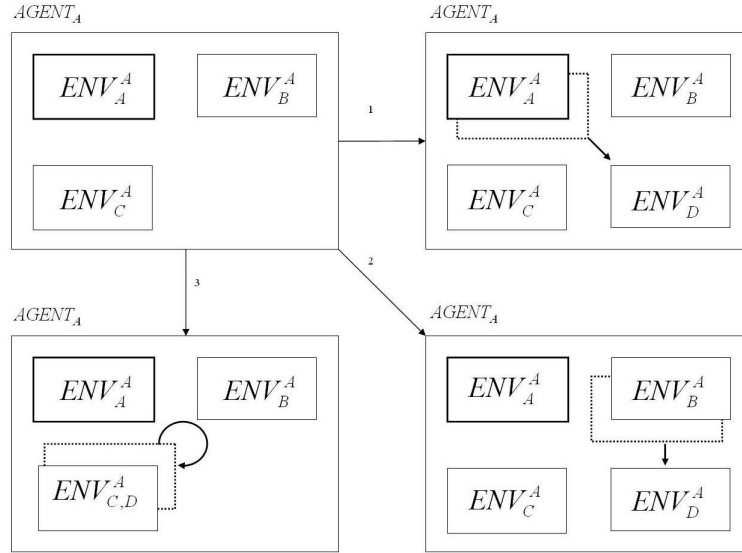 AGENT_A AGENT_A
ENV_A^A ENV_B^A ENV_A^A ENV_B^A
1
ENV_C^A ENV_C^A ENV_D^A
3 2
AGENT_A AGENT_A
ENV_A^A ENV_B^A ENV_A^A ENV_B^A
ENV_{C,D}^A ENV_C^A ENV_D^A